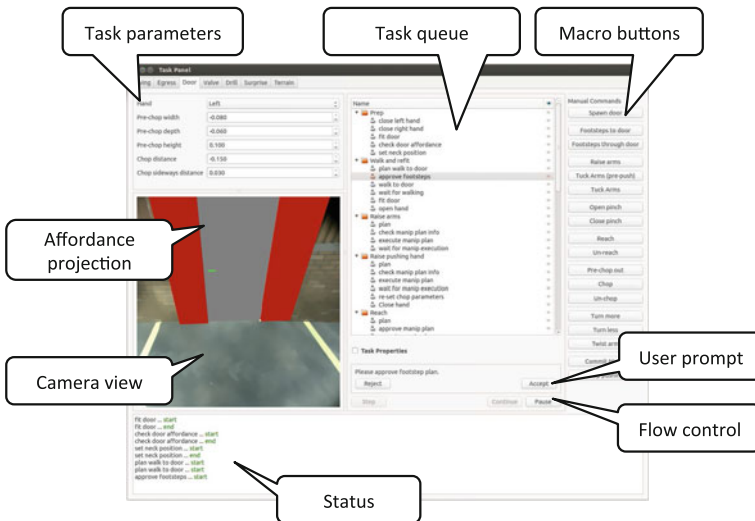 Task parameters
Task queue
Macro buttons
Task Panel
Egress
Door
Valve
Drill
Surprise
Terrain
Hand
Left
Pre-chop width
-0.080
Pre-chop depth
-0.060
Pre-chop height
0.100
Chop distance
-0.150
Chop sideways distance
0.030
Affordance
projection
Camera view
Name
Prep
close left hand
close right hand
fit door
check door affordance
set neck position
Walk and refit
plan walk to door
approve footsteps
walk to door
wait for walking
fit door
open hand
Raise arms
plan
check manip plan info
execute manip plan
wait for manip execution
Raise pushing hand
plan
check manip plan info
execute manip plan
wait for manip execution
re-set chop parameters
Close hand
Reach
plan
approve manip plan
Task Properties
Please approve footstep plan.
Reject
Accept
Step
Continue
Pause
Manual Commands
Spawn door
Footsteps to door
Footsteps through door
Raise arms
Tuck Arms (pre-push)
Tuck Arms
Open pinch
Close pinch
Reach
Un-reach
Pre-chop out
Chop
Un-chop
Turn more
Turn less
User prompt
Flow control
fit door ... start
fit door ... end
check door affordance ... start
check door affordance ... end
set neck position ... start
set neck position ... end
plan walk to door ... start
plan walk to door ... start
approve footsteps ... start
Status